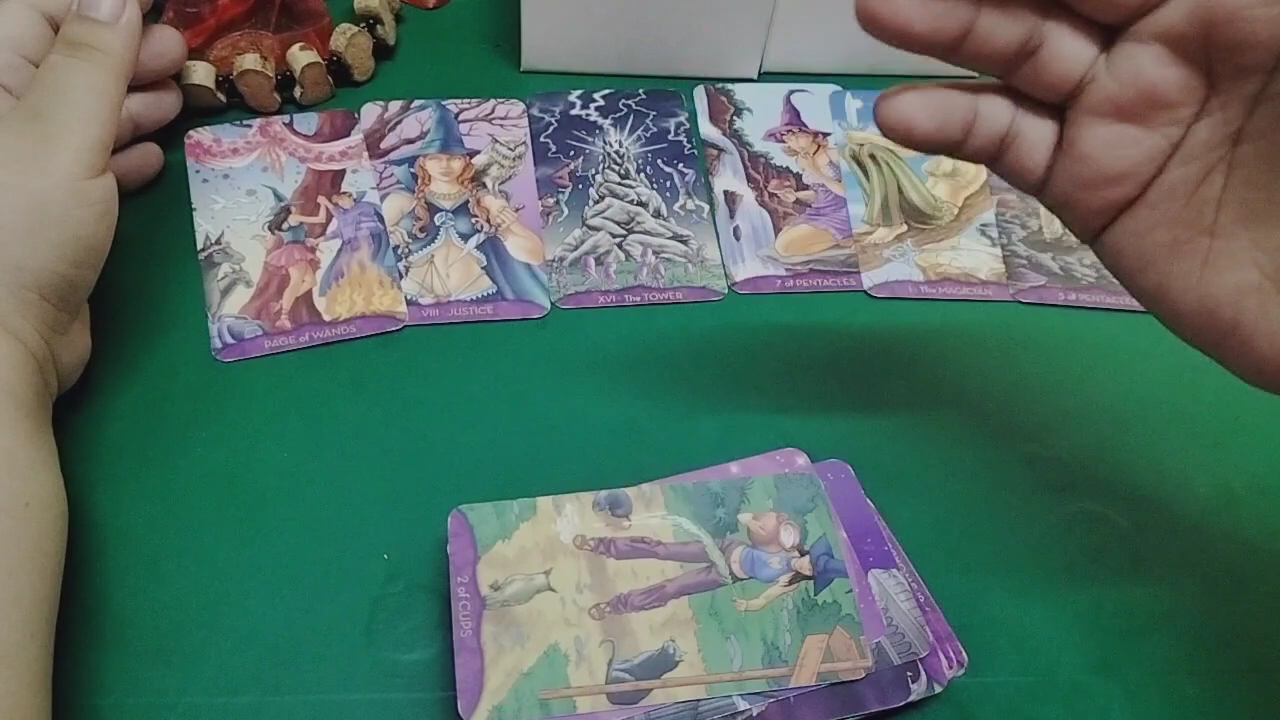 PAGE of WANDS
VIII - JUSTICE
XVI - The TOWER
7 of PENTACLES
I - The MAGICIAN
5 of PENTACLES
2 of CUPS